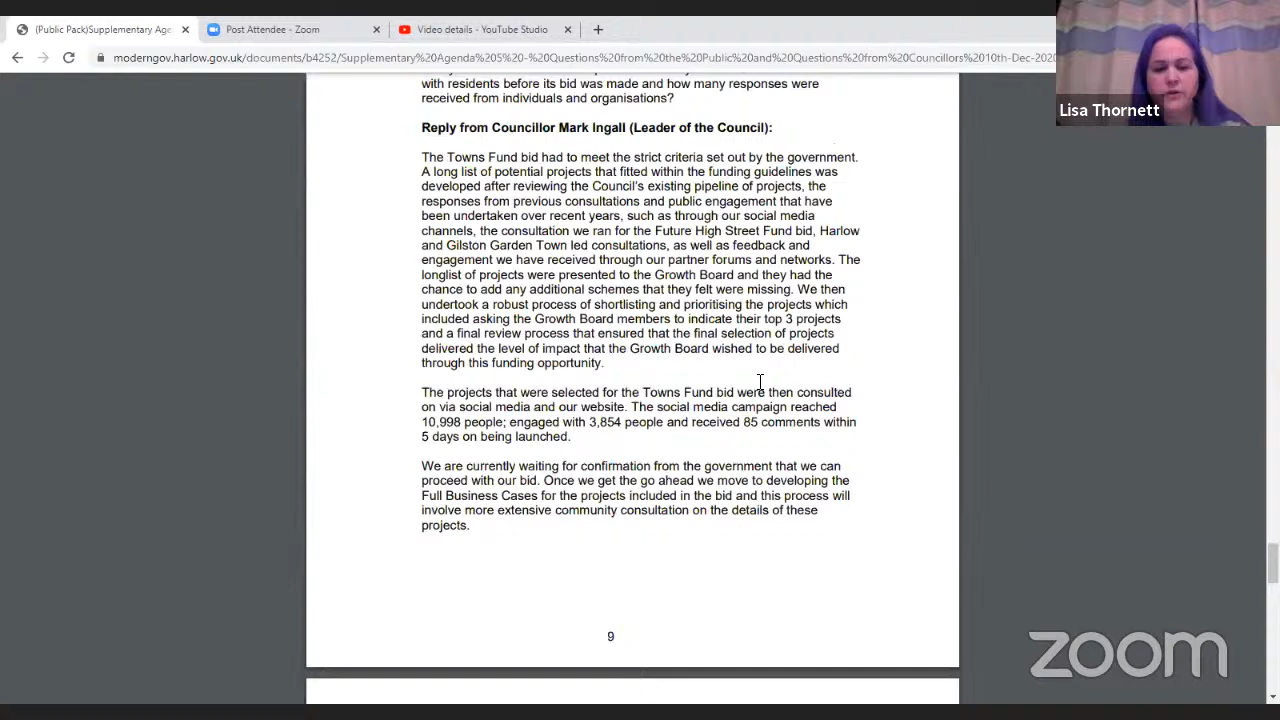 (Public Pack)Supplementary Age
Post Attendee - Zoom
Video details - YouTube Studio
moderngov.harlow.gov.uk/documents/b4252/Supplementary%20Agenda%205%20-%20Questions%20from%20the%20Public%20and%20Questions%20from%20Councillors%2010th-Dec-2020
Lisa Thornett
with residents before its bid was made and how many responses were
received from individuals and organisations?
Reply from Councillor Mark Ingall (Leader of the Council):
The Towns Fund bid had to meet the strict criteria set out by the government.
A long list of potential projects that fitted within the funding guidelines was
developed after reviewing the Council's existing pipeline of projects, the
responses from previous consultations and public engagement that have
been undertaken over recent years, such as through our social media
channels, the consultation we ran for the Future High Street Fund bid, Harlow
and Gilston Garden Town led consultations, as well as feedback and
engagement we have received through our partner forums and networks. The
longlist of projects were presented to the Growth Board and they had the
chance to add any additional schemes that they felt were missing. We then
undertook a robust process of shortlisting and prioritising the projects which
included asking the Growth Board members to indicate their top 3 projects
and a final review process that ensured that the final selection of projects
delivered the level of impact that the Growth Board wished to be delivered
through this funding opportunity.
The projects that were selected for the Towns Fund bid were then consulted
on via social media and our website. The social media campaign reached
10,998 people; engaged with 3,854 people and received 85 comments within
5 days on being launched.
We are currently waiting for confirmation from the government that we can
proceed with our bid. Once we get the go ahead we move to developing the
Full Business Cases for the projects included in the bid and this process will
involve more extensive community consultation on the details of these
projects.
9
zoom